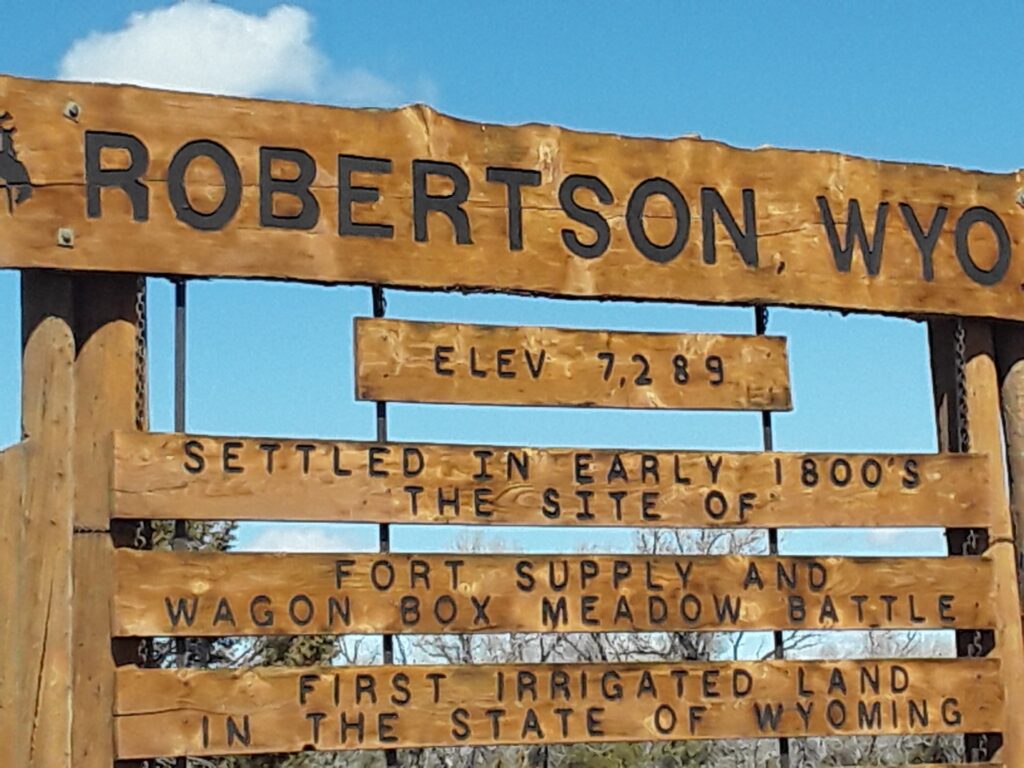 ROBERTSON, WYO.
ELEV 7,289
SETTLED IN EARLY 1800'S
THE SITE OF
FORT SUPPLY AND
WAGON BOX MEADOW BATTLE
FIRST IRRIGATED LAND
IN THE STATE OF WYOMING